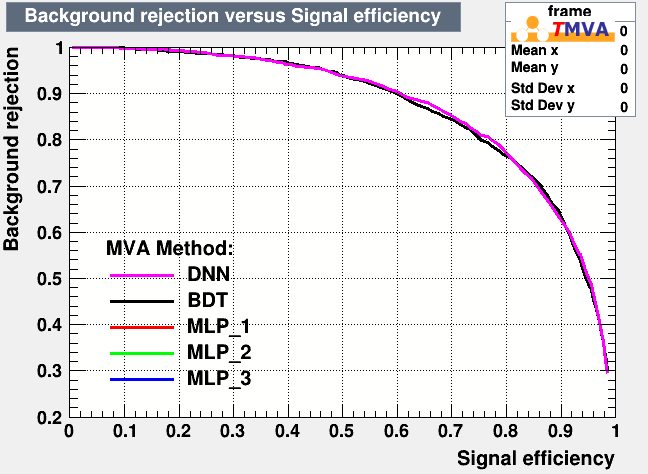 Background rejection versus Signal efficiency
frame
TMVA 0
Mean x 0
Mean y 0
Std Dev x 0
Std Dev y 0
Background rejection
1
0.9
0.8
0.7
0.6
0.5
0.4
0.3
0.2
MVA Method:
DNN
BDT
MLP_1
MLP_2
MLP_3
0 0.1 0.2 0.3 0.4 0.5 0.6 0.7 0.8 0.9 1
Signal efficiency